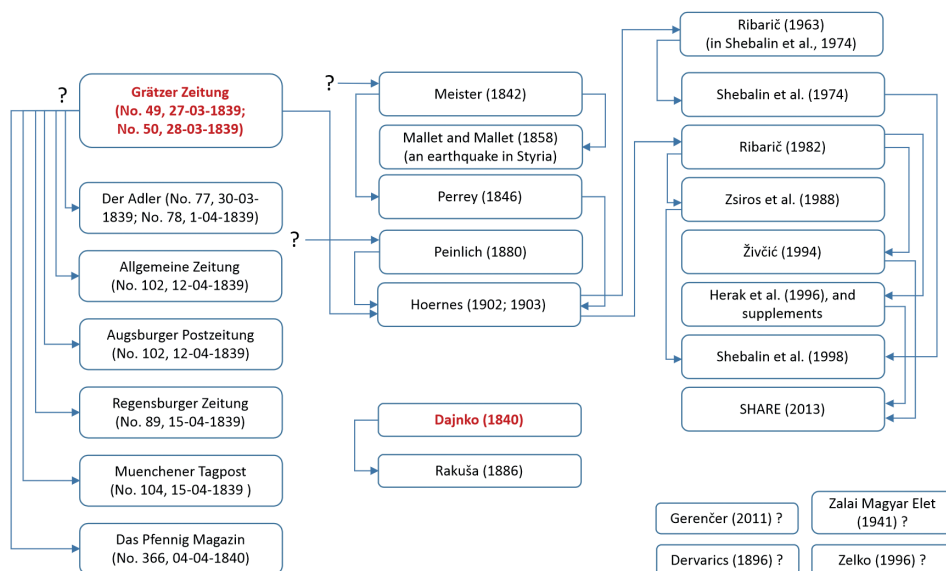 ?
Grätzer Zeitung
(No. 49, 27-03-1839;
No. 50, 28-03-1839)
Der Adler (No. 77, 30-03-
1839; No. 78, 1-04-1839)
Allgemeine Zeitung
(No. 102, 12-04-1839)
Augsburger Postzeitung
(No. 102, 12-04-1839)
Regensburger Zeitung
(No. 89, 15-04-1839)
Muenchener Tagpost
(No. 104, 15-04-1839 )
Das Pfennig Magazin
(No. 366, 04-04-1840)
?
Meister (1842)
Mallet and Mallet (1858)
(an earthquake in Styria)
Perrey (1846)
?
Peinlich (1880)
Hoernes (1902; 1903)
Dajnko (1840)
Rakuša (1886)
Ribarič (1963)
(in Shebalin et al., 1974)
Shebalin et al. (1974)
Ribarič (1982)
Zsiros et al. (1988)
Živčić (1994)
Herak et al. (1996), and
supplements
Shebalin et al. (1998)
SHARE (2013)
Gerenčer (2011) ?
Zalai Magyar Elet
(1941) ?
Dervarics (1896) ?
Zelko (1996) ?